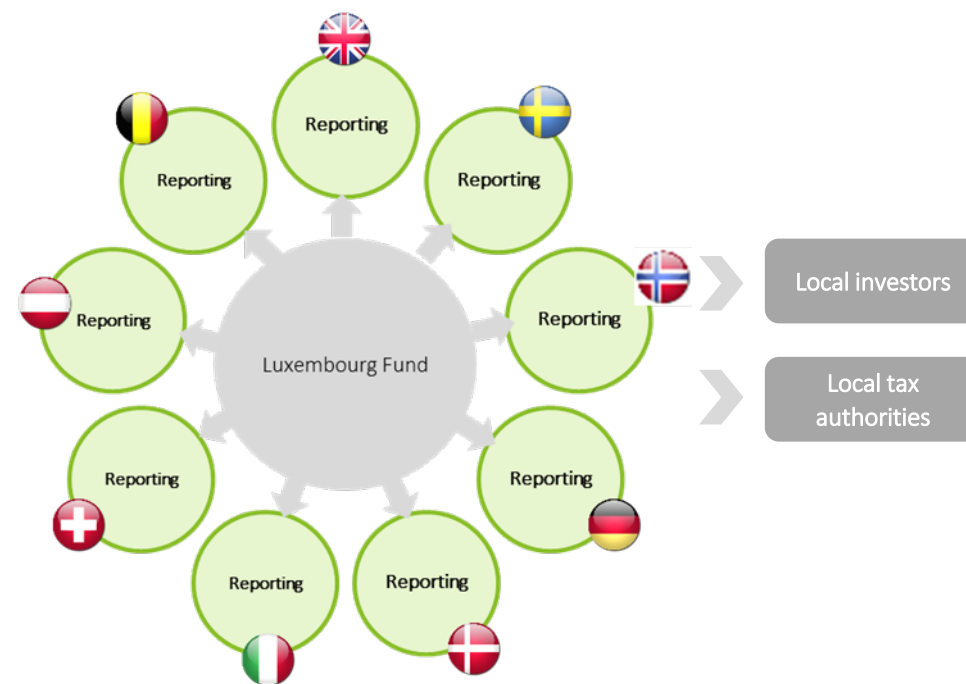 Reporting
Reporting
Reporting
Reporting
Reporting
Luxembourg Fund
Reporting
Reporting
Reporting
Reporting
Local investors
Local tax
authorities